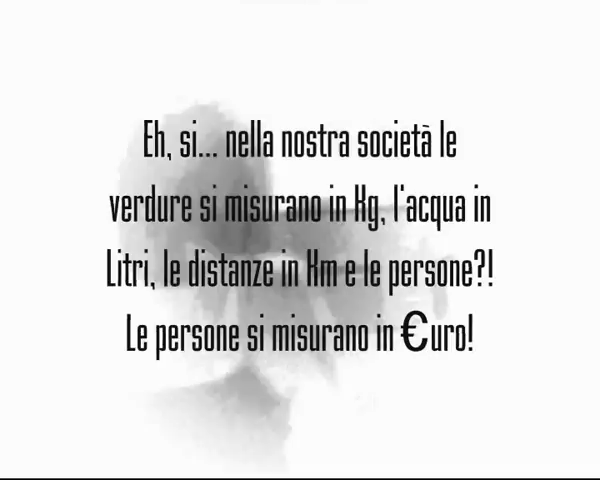 Eh, si... nella nostra società le
verdure si misurano in Kg, l'acqua in
Litri, le distanze in Km e le persone?!
Le persone si misurano in €uro!